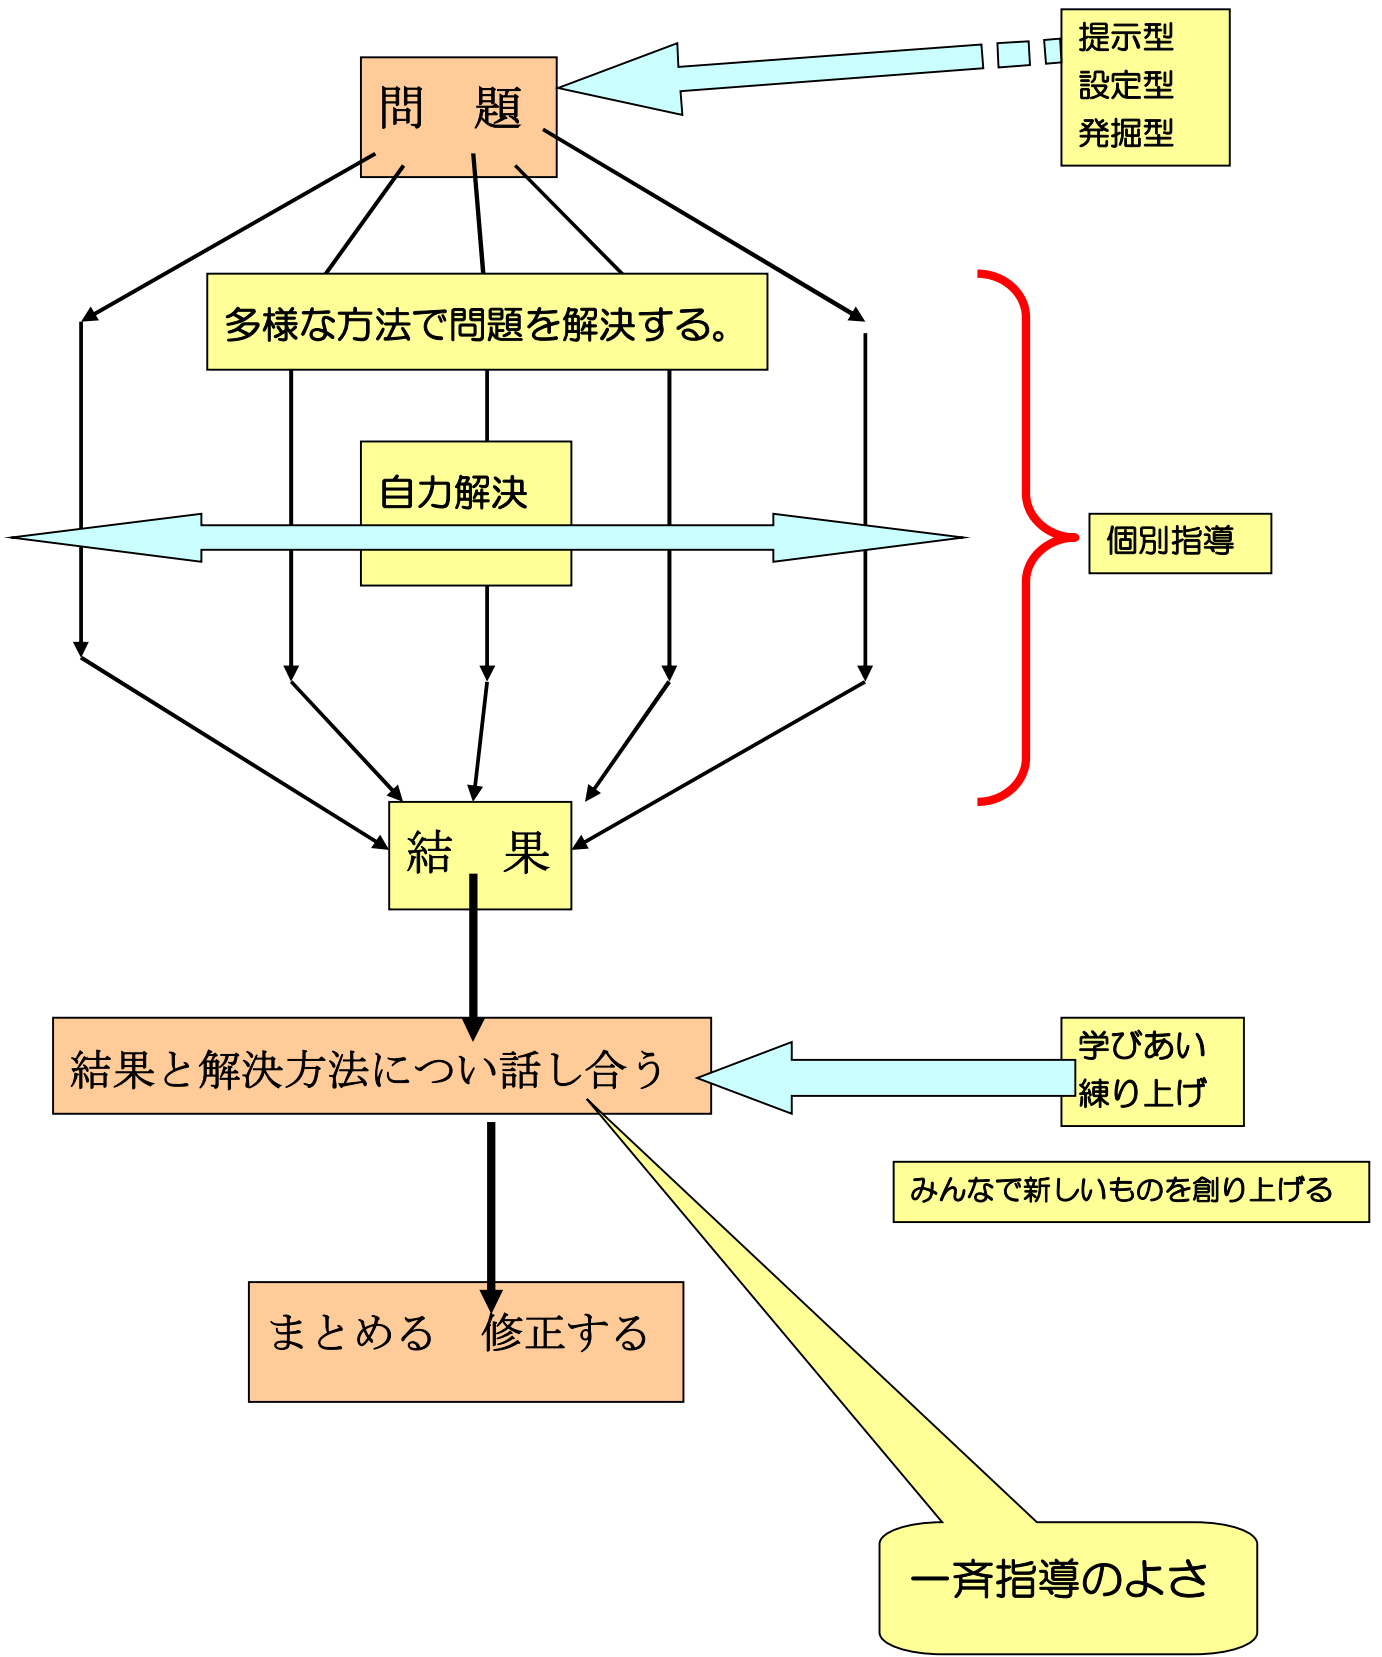 問　題
提示型
設定型
発掘型
多様な方法で問題を解決する。
自力解決
個別指導
結　果
結果と解決方法につい話し合う
学びあい
練り上げ
みんなで新しいものを創り上げる
まとめる　修正する
一斉指導のよさ